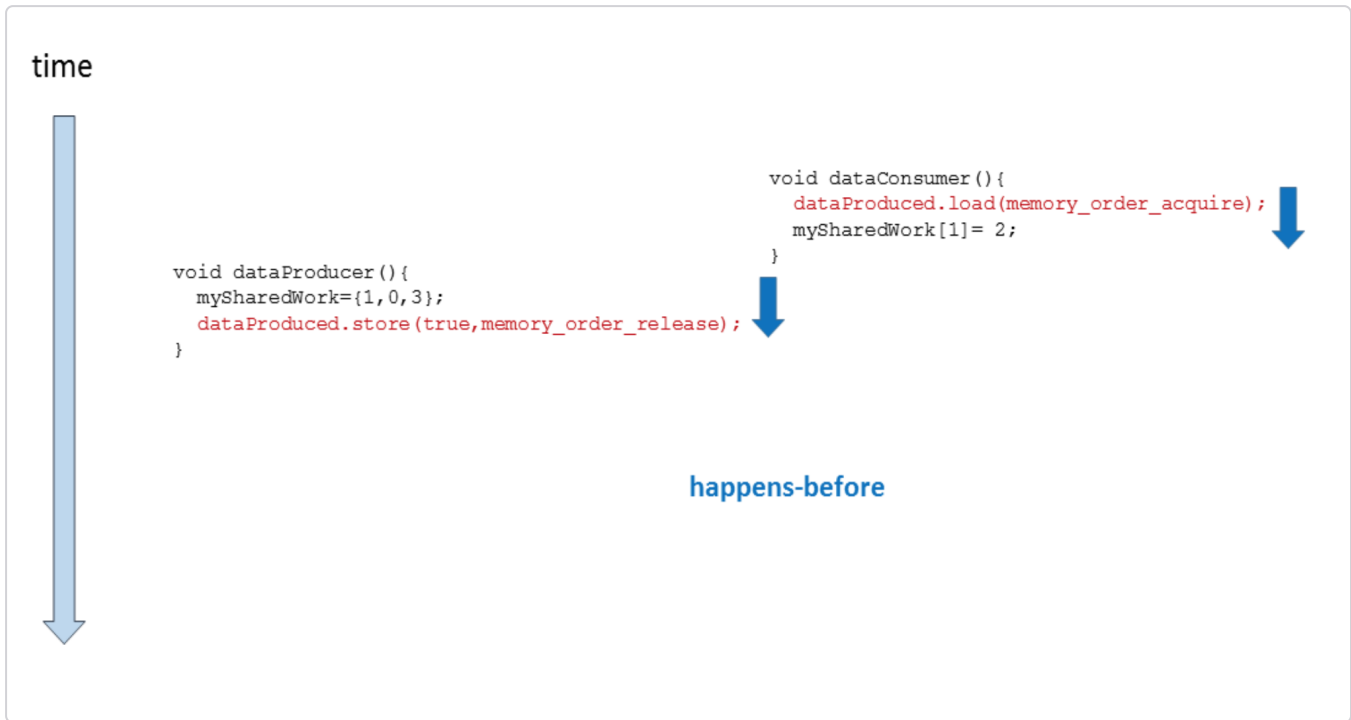 time
void dataConsumer(){
dataProduced.load(memory_order_acquire);
mySharedWork[1]= 2;
}
void dataProducer(){
mySharedWork={1,0,3};
dataProduced.store(true,memory_order_release);
}
happens-before